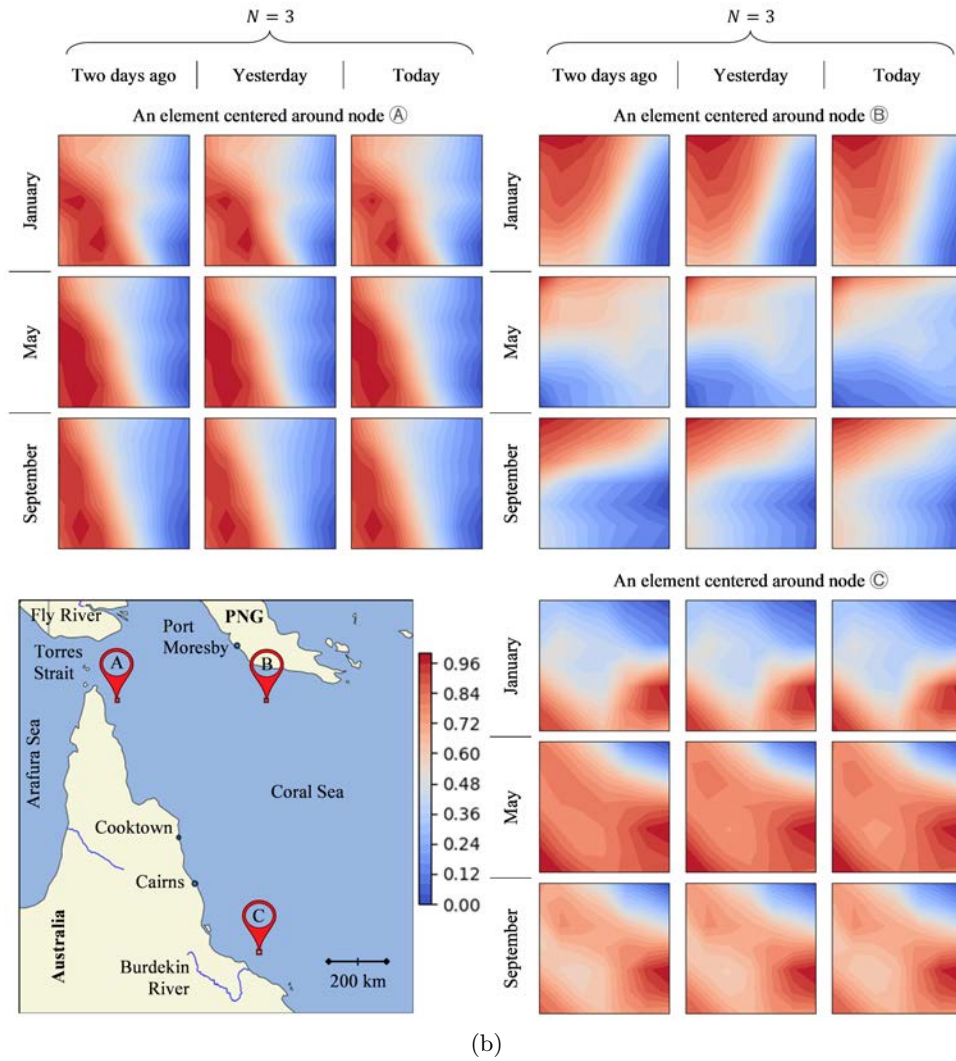 N = 3
Two days ago | Yesterday | Today
An element centered around node Ⓐ
January
May
September
N = 3
Two days ago | Yesterday | Today
An element centered around node Ⓑ
January
May
September
An element centered around node Ⓒ
January
May
September
Fly River
PNG
Port
Moresby
Torres
Strait
A
B
Arafura Sea
Coral Sea
Cooktown
Cairns
C
Australia
Burdekin
River
200 km
0.96
0.84
0.72
0.60
0.48
0.36
0.24
0.12
0.00
(b)